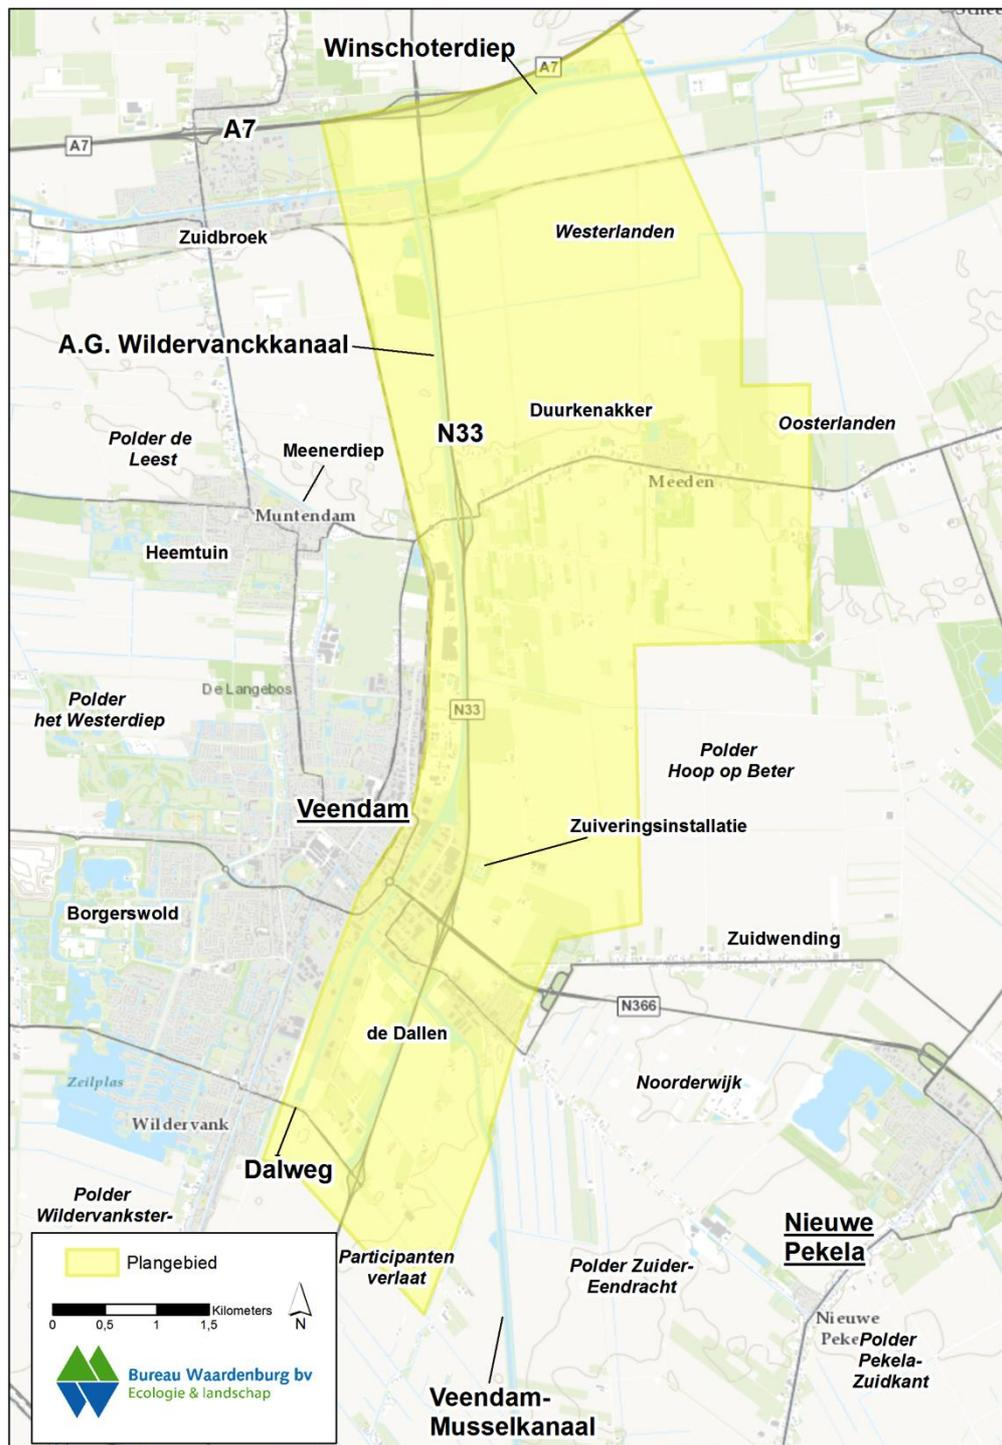 Winschoterdiep
A7
A7
A7
Zuidbroek
Westerlanden
A.G. Wildervanckkanaal
Duurkenakker
Oosterlanden
N33
Polder de
Leest
Meenerdiep
Meeden
Muntendam
Heemtuin
De Langebos
Polder
het Westerdiep
N33
Polder
Hoop op Beter
Veendam
Zuiveringsinstallatie
Borgerswold
Zuidwending
N366
de Dallen
Zeilplas
Noorderwijk
Wildervank
Dalweg
Polder
Wildervankster-
Nieuwe
Pekela
Participanten
verlaat
Polder Zuider-
Eendracht
Nieuwe
Peke
Polder
Pekela-
Zuidkant
Veendam-
Musselkanaal
Plangebied
Kilometers
0 0,5 1 1,5
N
Bureau Waardenburg bv
Ecologie & landschap